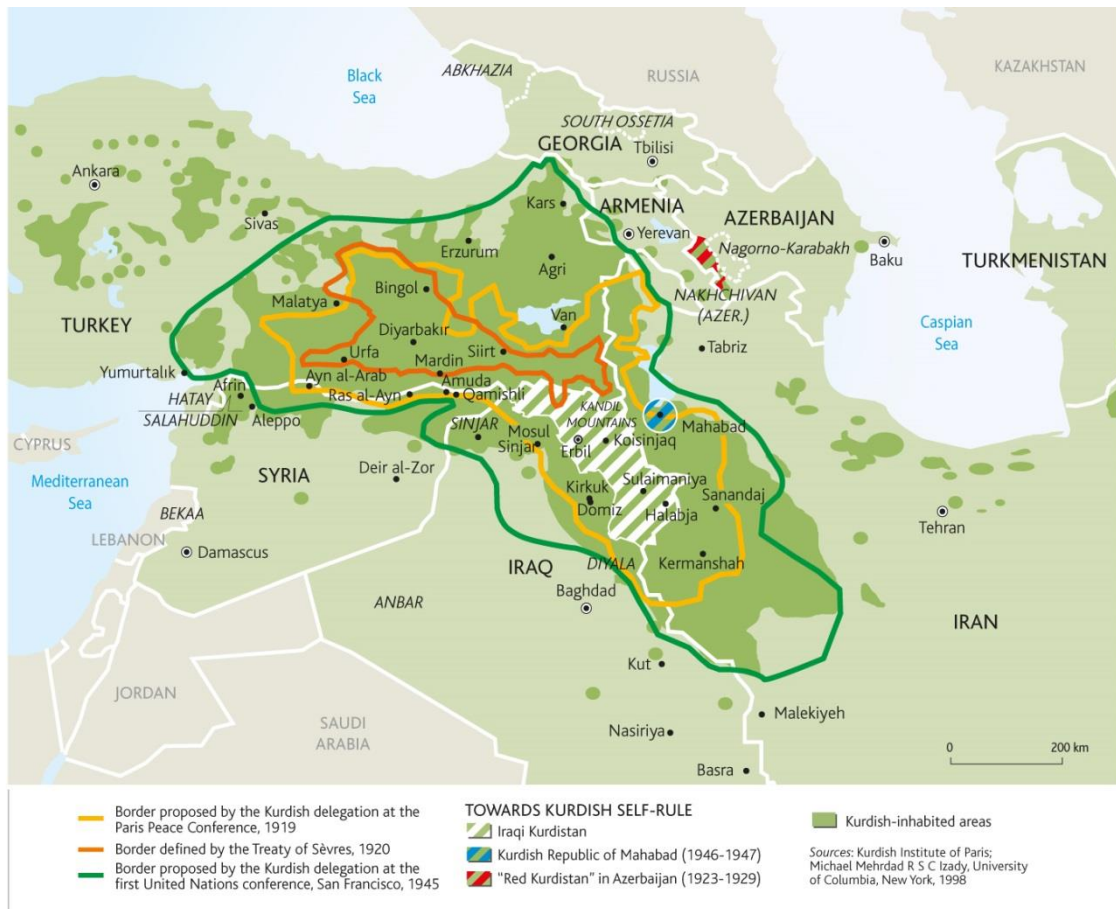 ABKHAZIA
RUSSIA
KAZAKHSTAN
Black
Sea
SOUTH OSSETIA
GEORGIA
Tbilisi
Ankara
Sivas
Kars
ARMENIA
AZERBAIJAN
Yerevan
Nagorno-Karabakh
Baku
TURKMENISTAN
Erzurum
Agri
NAKHCHIVAN
(AZER.)
Caspian
Sea
Bingol
Malatya
Van
TURKEY
Diyarbakır
Tabriz
Urfa
Mardin
Siirt
Yumurtalık
Ayn al-Arab
Amuda
Afrin
Ras al-Ayn
Qamishli
HATAY
SALAHUDDIN
Aleppo
KANDIL
MOUNTAINS
Mahabad
SINJAR
Mosul
Sinjar
Erbil
Koisinjaq
CYPRUS
SYRIA
Deir al-Zor
Mediterranean
Sea
Kirkuk
Domiz
Sulaimaniya
Halabja
Sanandaj
Tehran
BEKAA
LEBANON
Damascus
IRAQ
DIYALA
Kermanshah
Baghdad
ANBAR
IRAN
Kut
JORDAN
SAUDI
ARABIA
Malekiyeh
Nasiriya
Basra
0 200 km
Border proposed by the Kurdish delegation at the
Paris Peace Conference, 1919
Border defined by the Treaty of Sèvres, 1920
Border proposed by the Kurdish delegation at the
first United Nations conference, San Francisco, 1945
TOWARDS KURDISH SELF-RULE
Iraqi Kurdistan
Kurdish Republic of Mahabad (1946-1947)
“Red Kurdistan” in Azerbaijan (1923-1929)
Kurdish-inhabited areas
Sources: Kurdish Institute of Paris;
Michael Mehrdad R S C Izady, University
of Columbia, New York, 1998